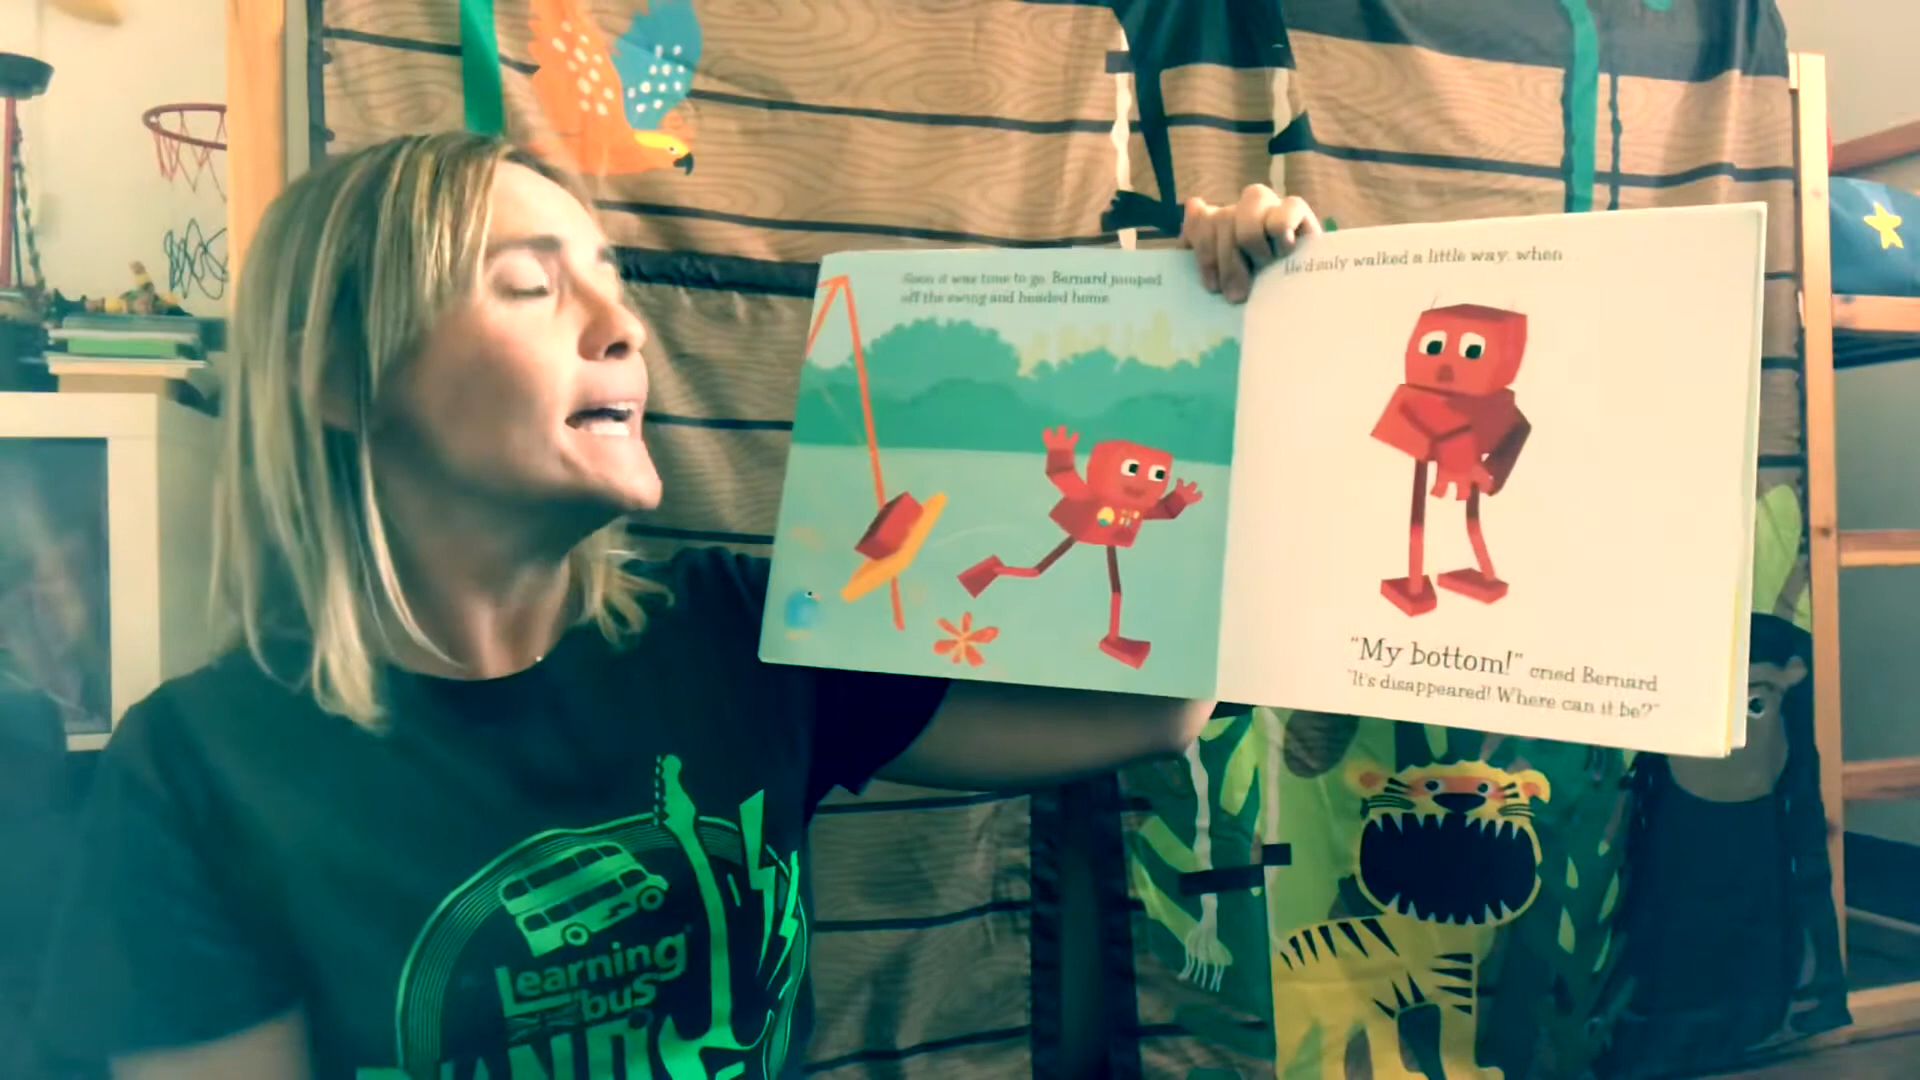 Soon it was time to go. Bernard jumped
off the swing and headed home.
He'd only walked a little way, when...
"My bottom!" cried Bernard
"It's disappeared! Where can it be?"
Learning
bus